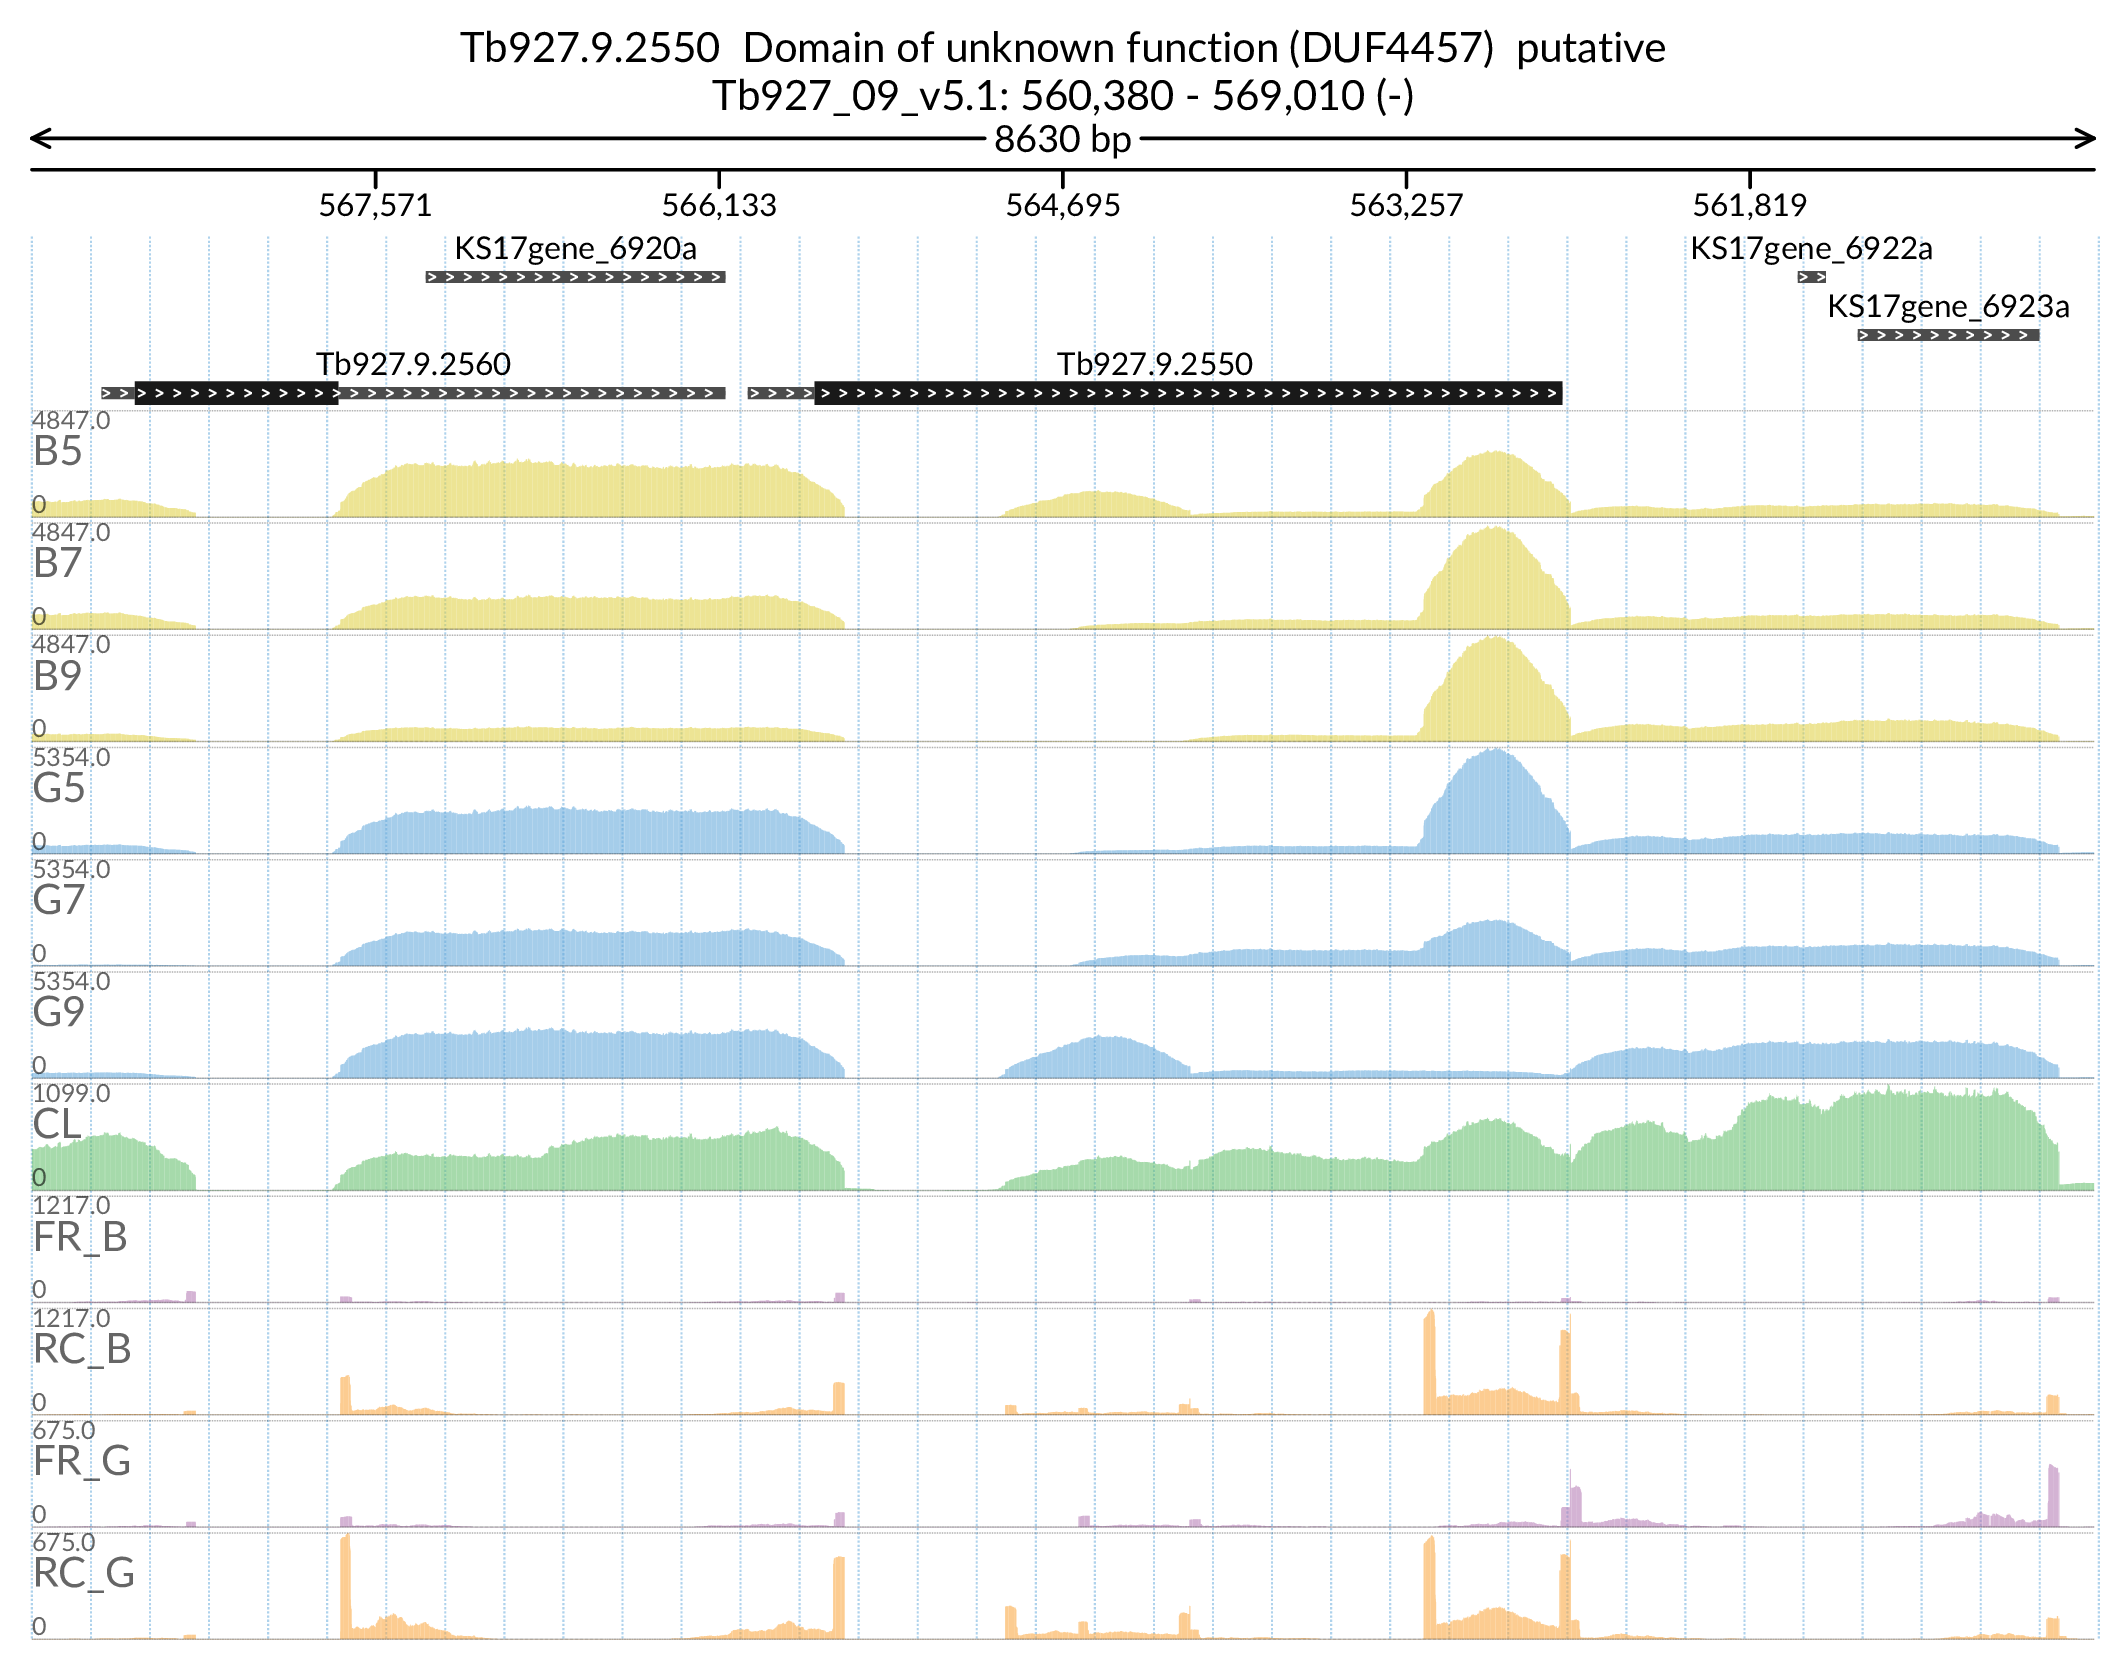 Tb927.9.2550  Domain of unknown function (DUF4457)  putative
Tb927_09_v5.1: 560,380 - 569,010 (-)
8630 bp
567,571 566,133 564,695 563,257 561,819
KS17gene_6920a KS17gene_6922a
KS17gene_6923a
Tb927.9.2560 Tb927.9.2550
4847.0
B5
0
4847.0
B7
0
4847.0
B9
0
5354.0
G5
0
5354.0
G7
0
5354.0
G9
0
1099.0
CL
0
1217.0
FR_B
0
1217.0
RC_B
0
675.0
FR_G
0
675.0
RC_G
0